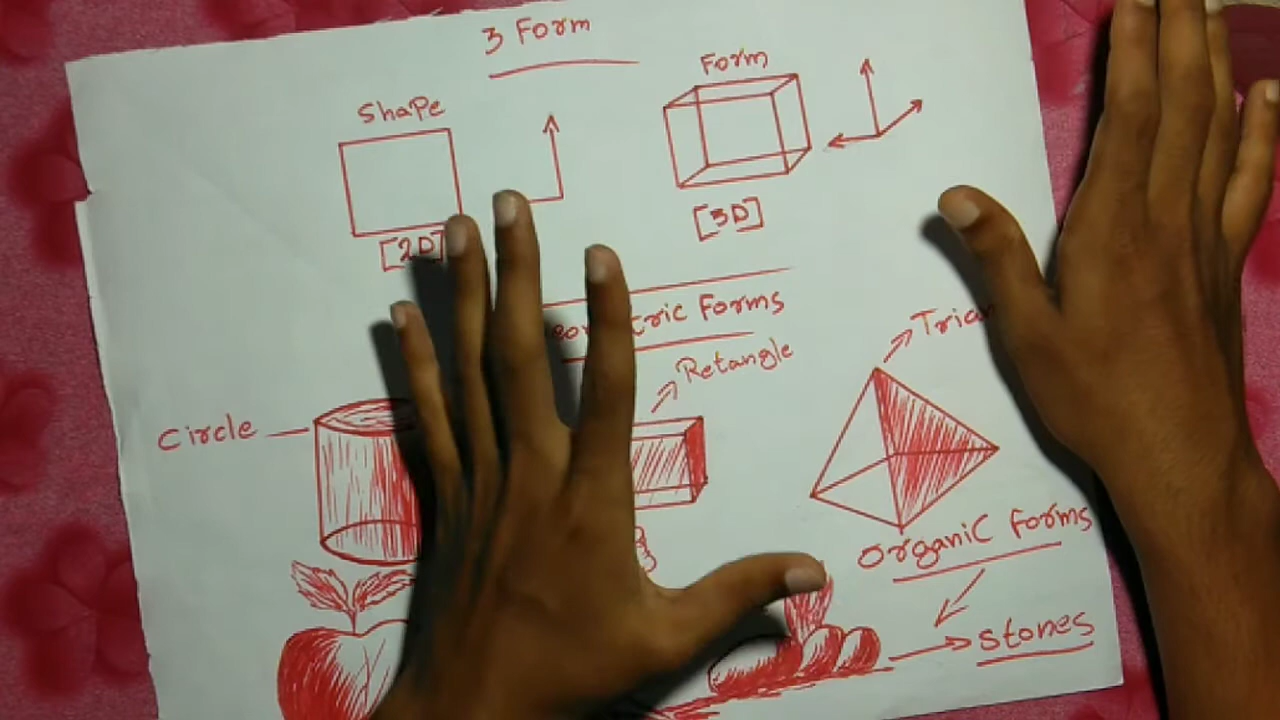 3 Form
Shape
Form
[2D]
[3D]
Forms
Retangle
Circle
Organic Forms
Stones